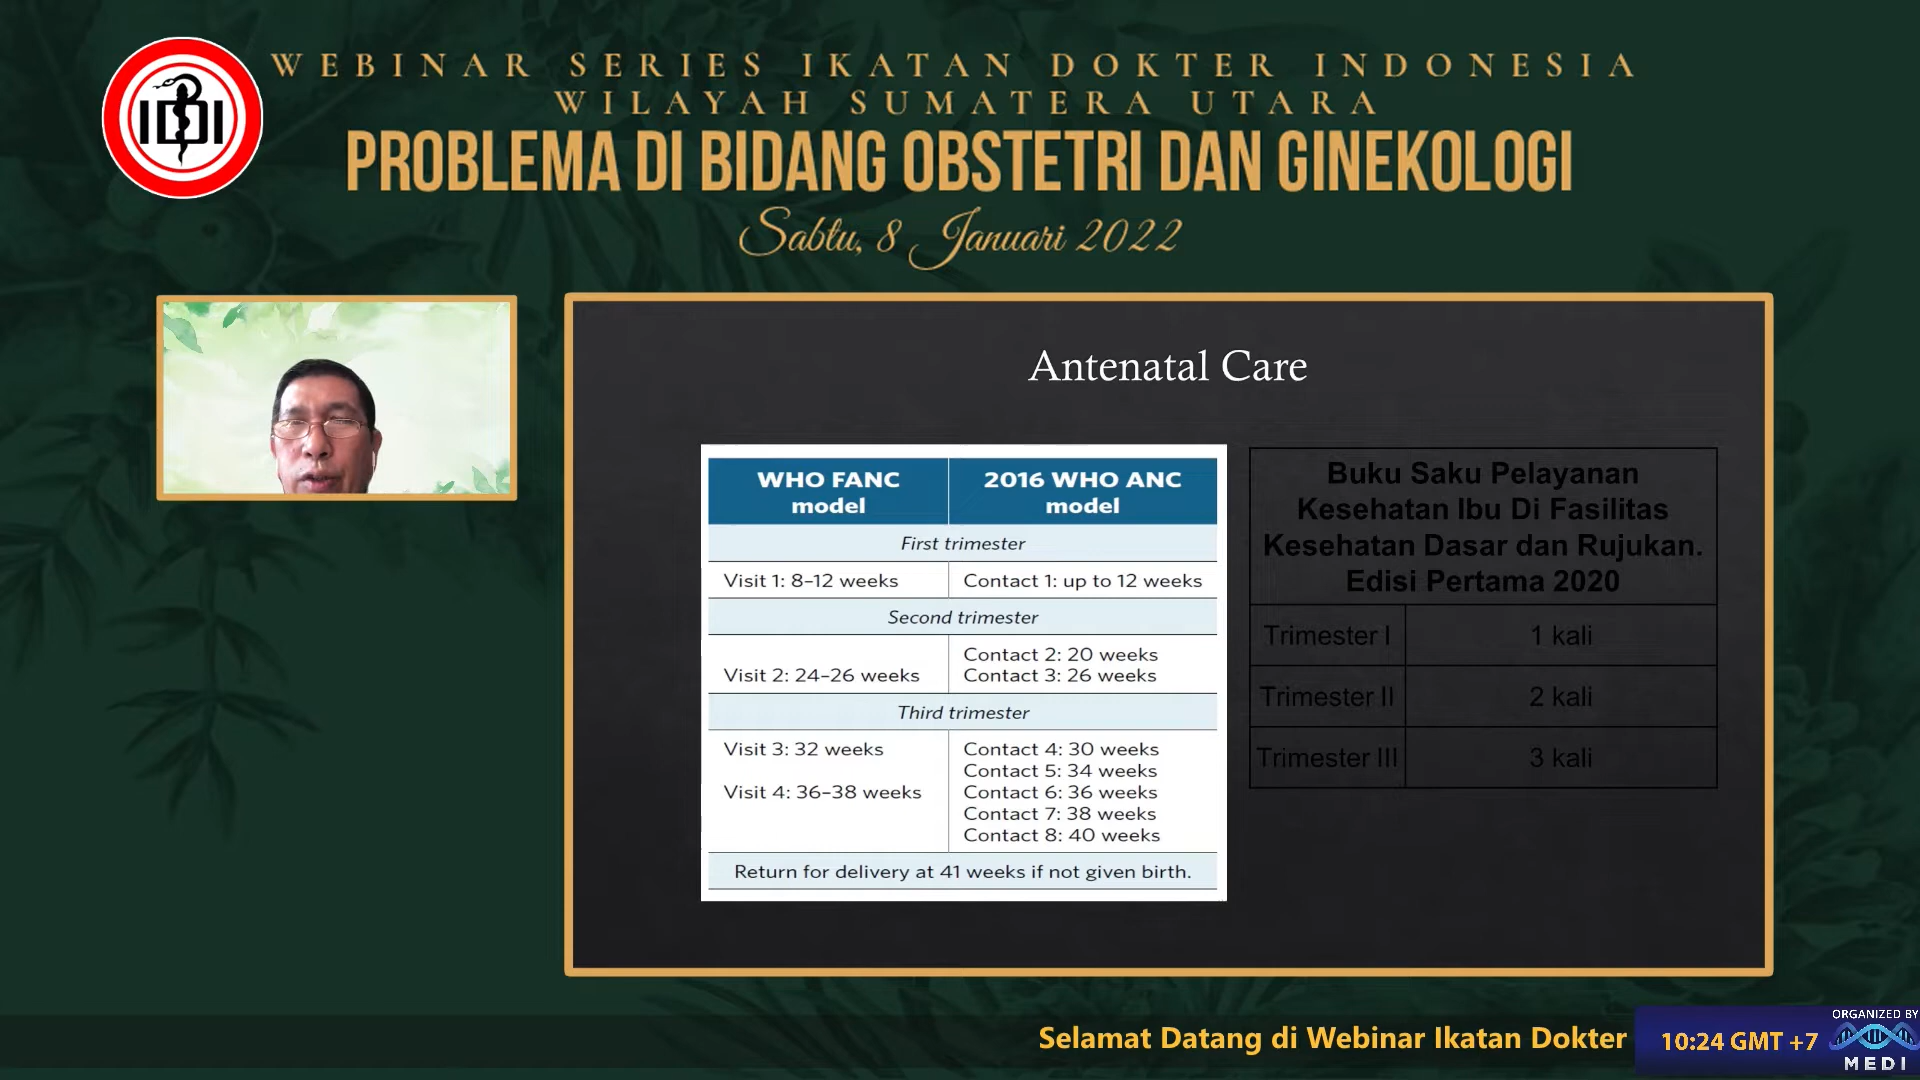 WEBINAR SERIES IKATAN DOKTER INDONESIA
WILAYAH SUMATERA UTARA
PROBLEMA DI BIDANG OBSTETRI DAN GINEKOLOGI
Sabtu, 8 Januari 2022
IDI
Antenatal Care
WHO FANC model
2016 WHO ANC model
First trimester
Visit 1: 8–12 weeks
Contact 1: up to 12 weeks
Second trimester
Visit 2: 24–26 weeks
Contact 2: 20 weeks
Contact 3: 26 weeks
Third trimester
Visit 3: 32 weeks
Visit 4: 36–38 weeks
Contact 4: 30 weeks
Contact 5: 34 weeks
Contact 6: 36 weeks
Contact 7: 38 weeks
Contact 8: 40 weeks
Return for delivery at 41 weeks if not given birth.
Buku Saku Pelayanan
Kesehatan Ibu Di Fasilitas
Kesehatan Dasar dan Rujukan.
Edisi Pertama 2020
Trimester I 1 kali
Trimester II 2 kali
Trimester III 3 kali
Selamat Datang di Webinar Ikatan Dokter
10:24 GMT +7
ORGANIZED BY
MEDI